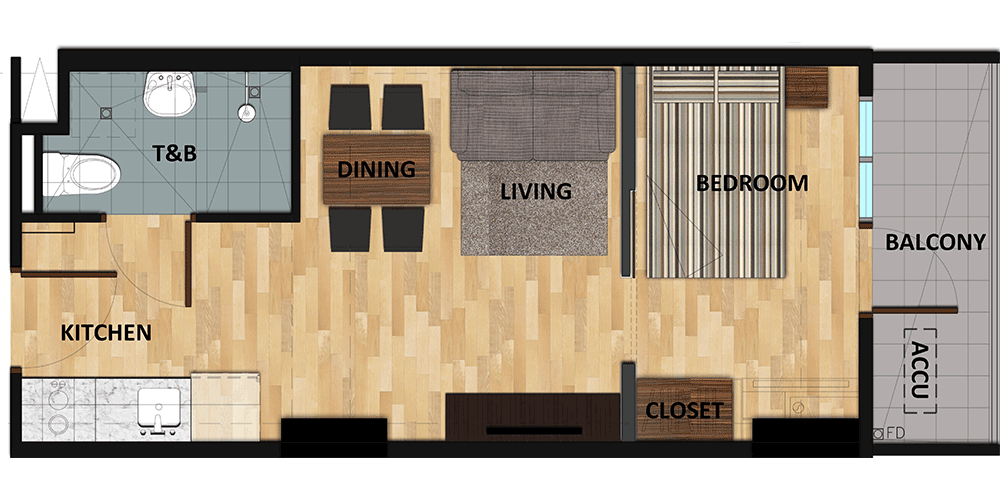 T&B
DINING
LIVING
BEDROOM
BALCONY
KITCHEN
ACCU
CLOSET
FD